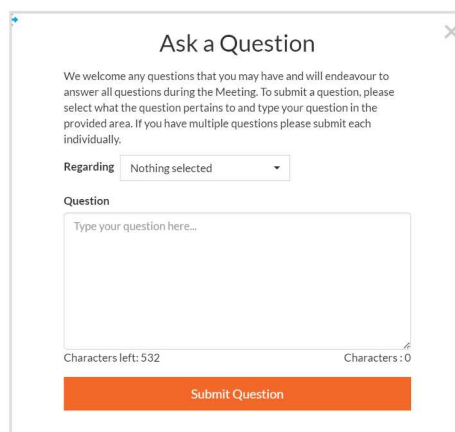 Ask a Question
We welcome any questions that you may have and will endeavour to
answer all questions during the Meeting. To submit a question, please
select what the question pertains to and type your question in the
provided area. If you have multiple questions please submit each
individually.
Regarding Nothing selected
Question
Type your question here...
Characters left: 532 Characters : 0
Submit Question